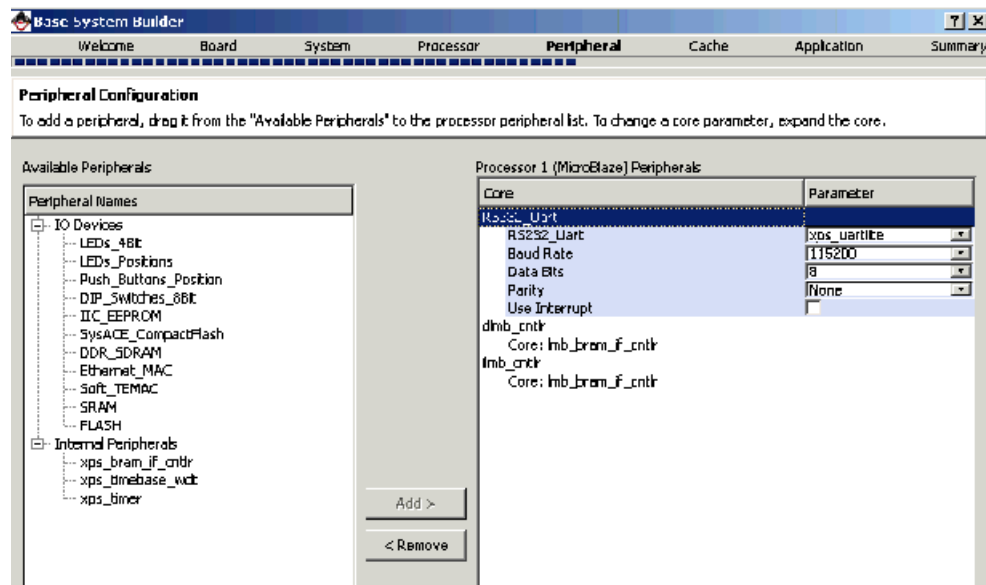 Base System Builder
Welcome Board System Processor Peripheral Cache Application Summary
Peripheral Configuration
To add a peripheral, drag it from the "Available Peripherals" to the processor peripheral list. To change a core parameter, expand the core.
Available Peripherals
Peripheral Names
IO Devices
LEDs_4Bit
LEDs_Positions
Push_Buttons_Position
DIP_Switches_8Bit
IIC_EEPROM
SysACE_CompactFlash
DDR_SDRAM
Ethernet_MAC
Soft_TEMAC
SRAM
FLASH
Internal Peripherals
xps_bram_if_cntlr
xps_timebase_wdt
xps_timer
Add >
< Remove
Processor 1 (MicroBlaze) Peripherals
Core Parameter
RS232_Uart
RS232_Uart xps_uartlite
Baud Rate 115200
Data Bits 8
Parity None
Use Interrupt
dlmb_cntlr
Core: lmb_bram_if_cntlr
ilmb_cntlr
Core: lmb_bram_if_cntlr